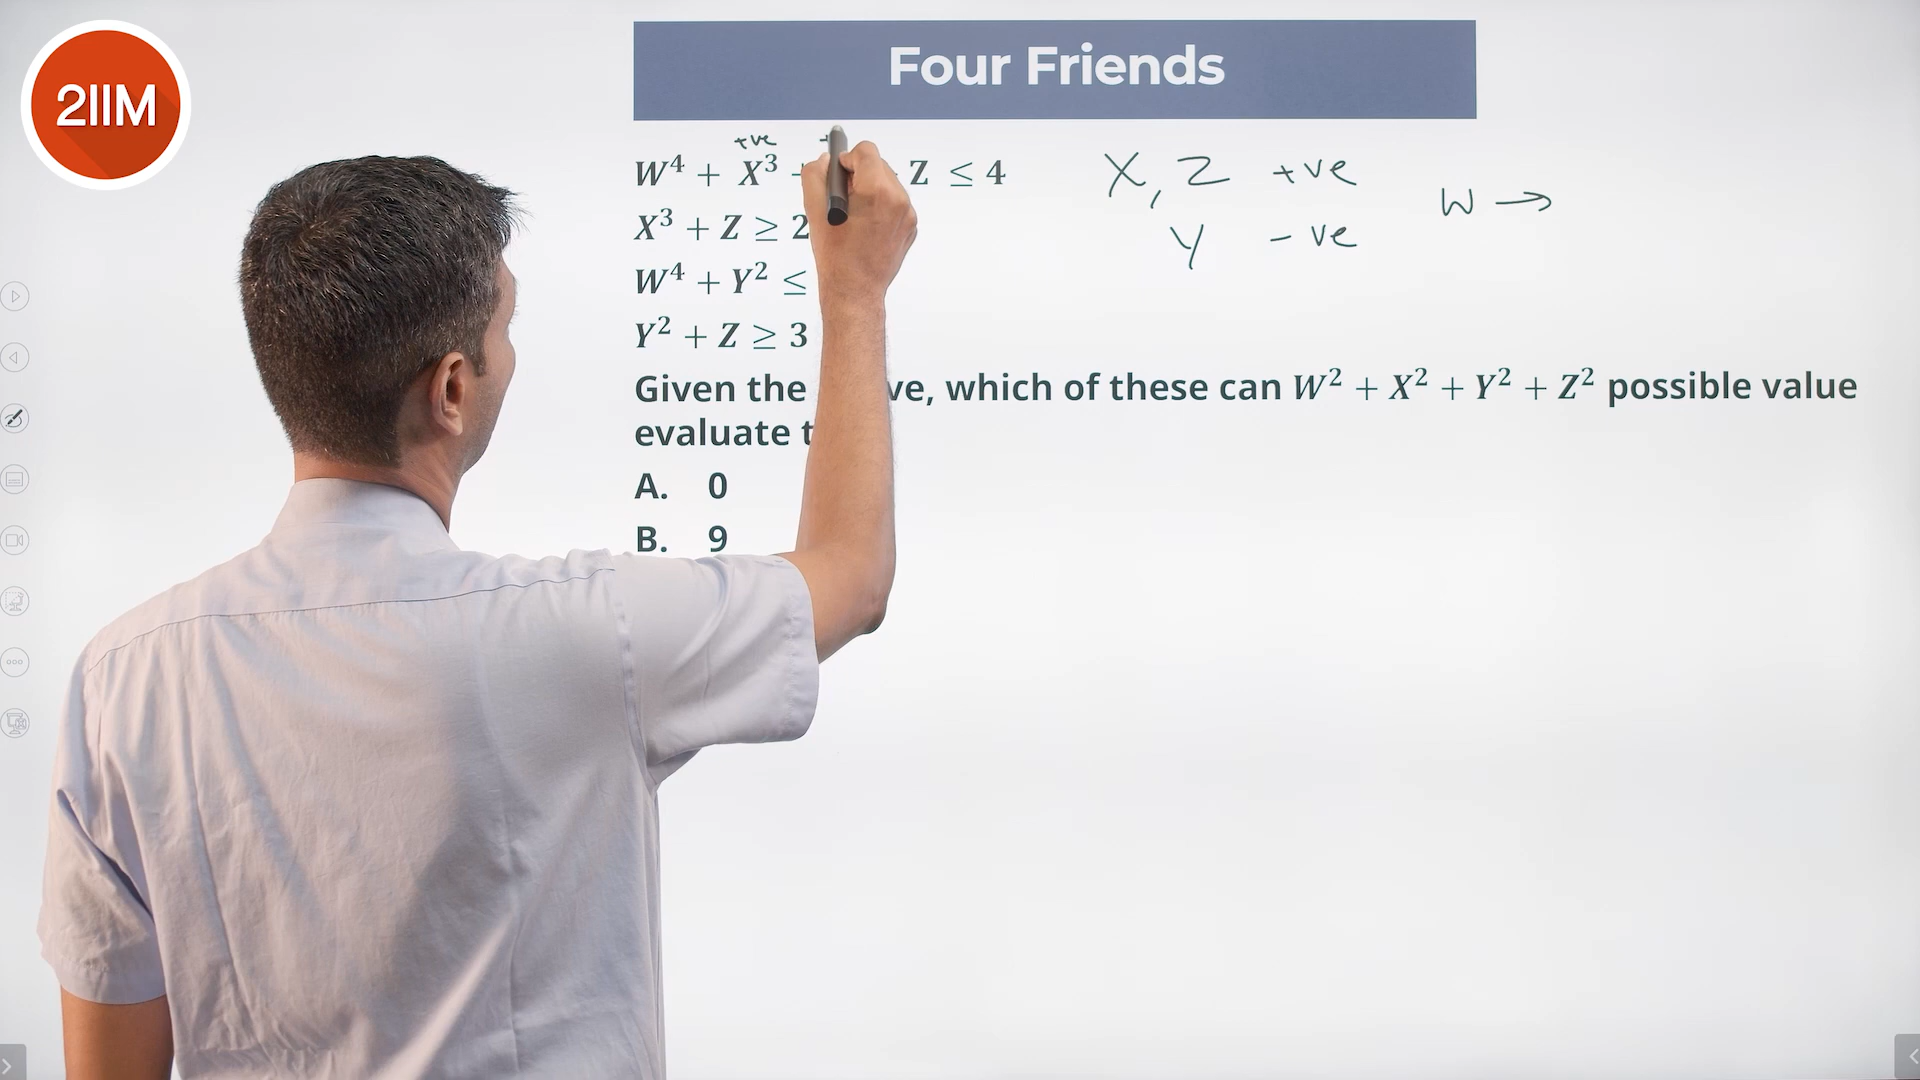 2IIM
Four Friends
+ve
W⁴ + X³ Z ≤ 4
X³ + Z ≥ 2
W⁴ + Y² ≤
Y² + Z ≥ 3
X, Z +ve
Y -ve
W →
Given the ve, which of these can W² + X² + Y² + Z² possible value
evaluate t
A. 0
B. 9